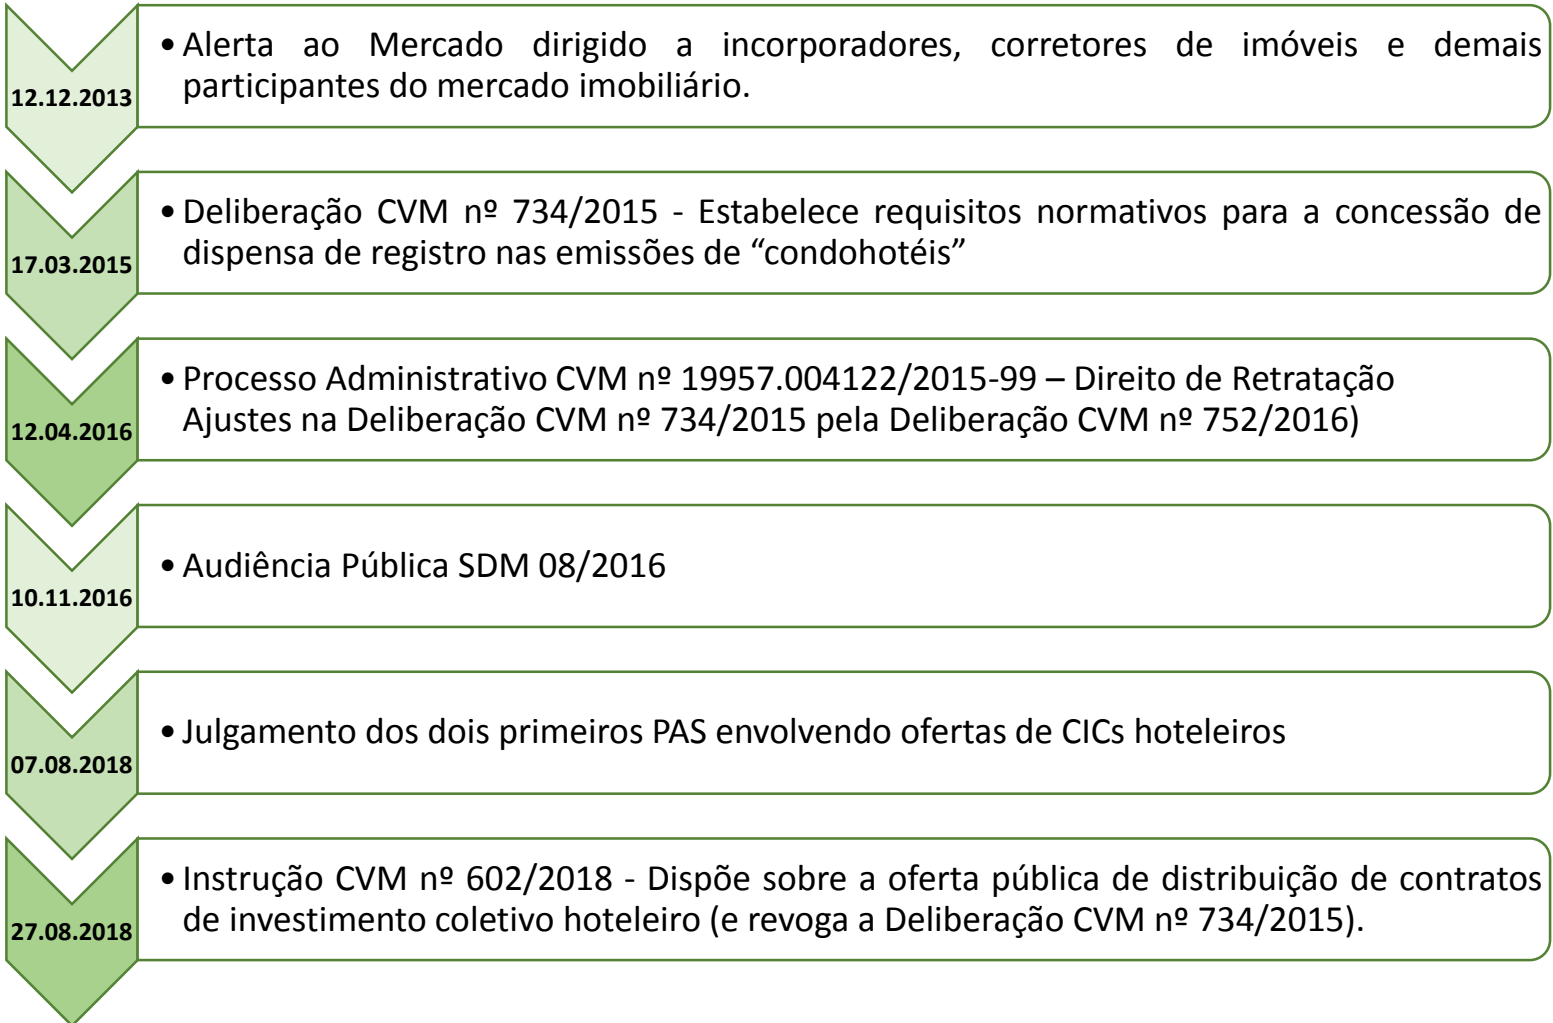 12.12.2013
• Alerta ao Mercado dirigido a incorporadores, corretores de imóveis e demais
participantes do mercado imobiliário.
17.03.2015
• Deliberação CVM nº 734/2015 - Estabelece requisitos normativos para a concessão de
dispensa de registro nas emissões de “condohotéis”
12.04.2016
• Processo Administrativo CVM nº 19957.004122/2015-99 – Direito de Retratação
Ajustes na Deliberação CVM nº 734/2015 pela Deliberação CVM nº 752/2016)
10.11.2016
• Audiência Pública SDM 08/2016
07.08.2018
• Julgamento dos dois primeiros PAS envolvendo ofertas de CICs hoteleiros
27.08.2018
• Instrução CVM nº 602/2018 - Dispõe sobre a oferta pública de distribuição de contratos
de investimento coletivo hoteleiro (e revoga a Deliberação CVM nº 734/2015).